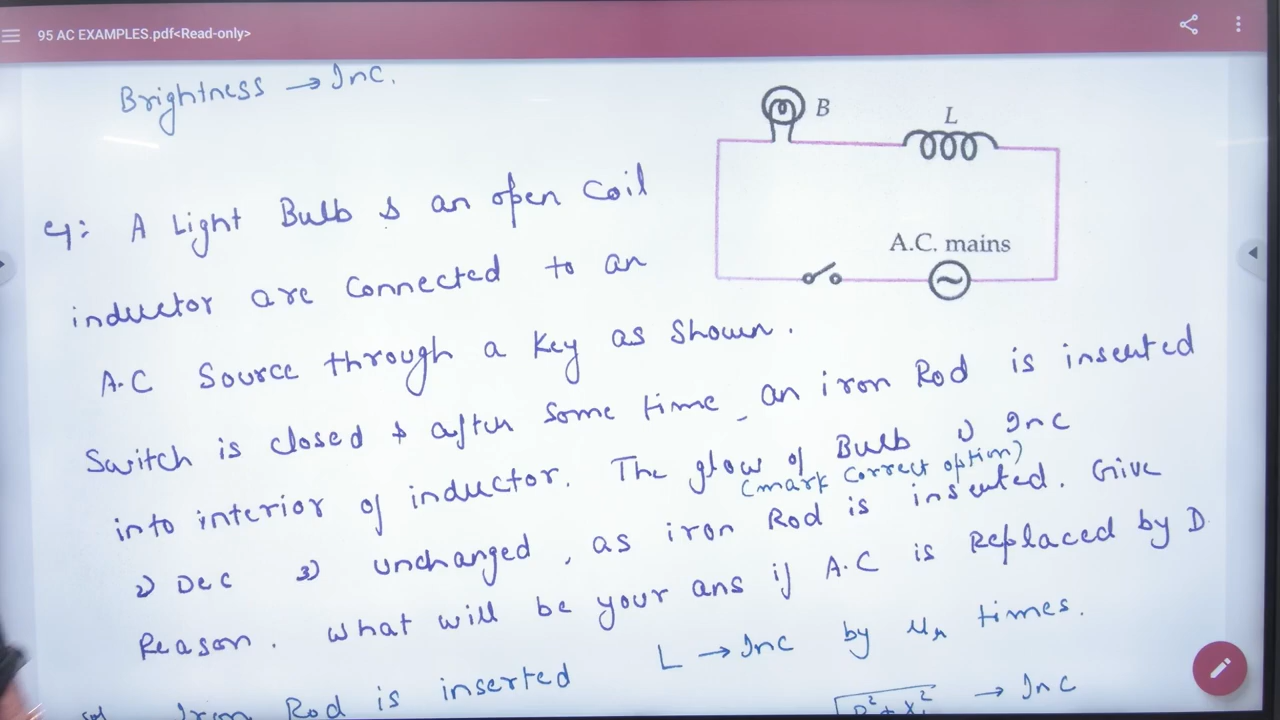 95 AC EXAMPLES.pdf<Read-only>
Brightness → Inc.
B
L
A.C. mains
eg: A Light Bulb & an open coil
inductor are connected to an
A.C Source through a key as shown.
Switch is closed & after some time, an iron Rod is inserted
into interior of inductor. The glow of Bulb 1) Inc
(mark correct option)
2) Dec 3) unchanged, as iron Rod is inserted. Give
Reason. What will be your ans if A.C is Replaced by D
L → Inc by μr times.
Iron Rod is inserted
→ Inc